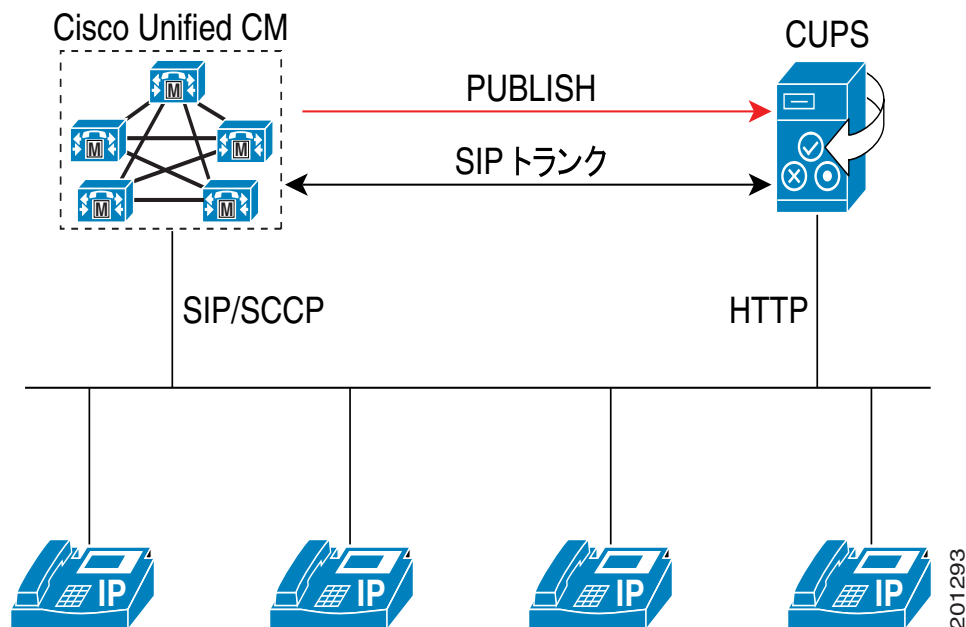 Cisco Unified CM
CUPS
PUBLISH
SIP トランク
M
M
M
M
M
SIP/SCCP
HTTP
IP
IP
IP
IP
201293